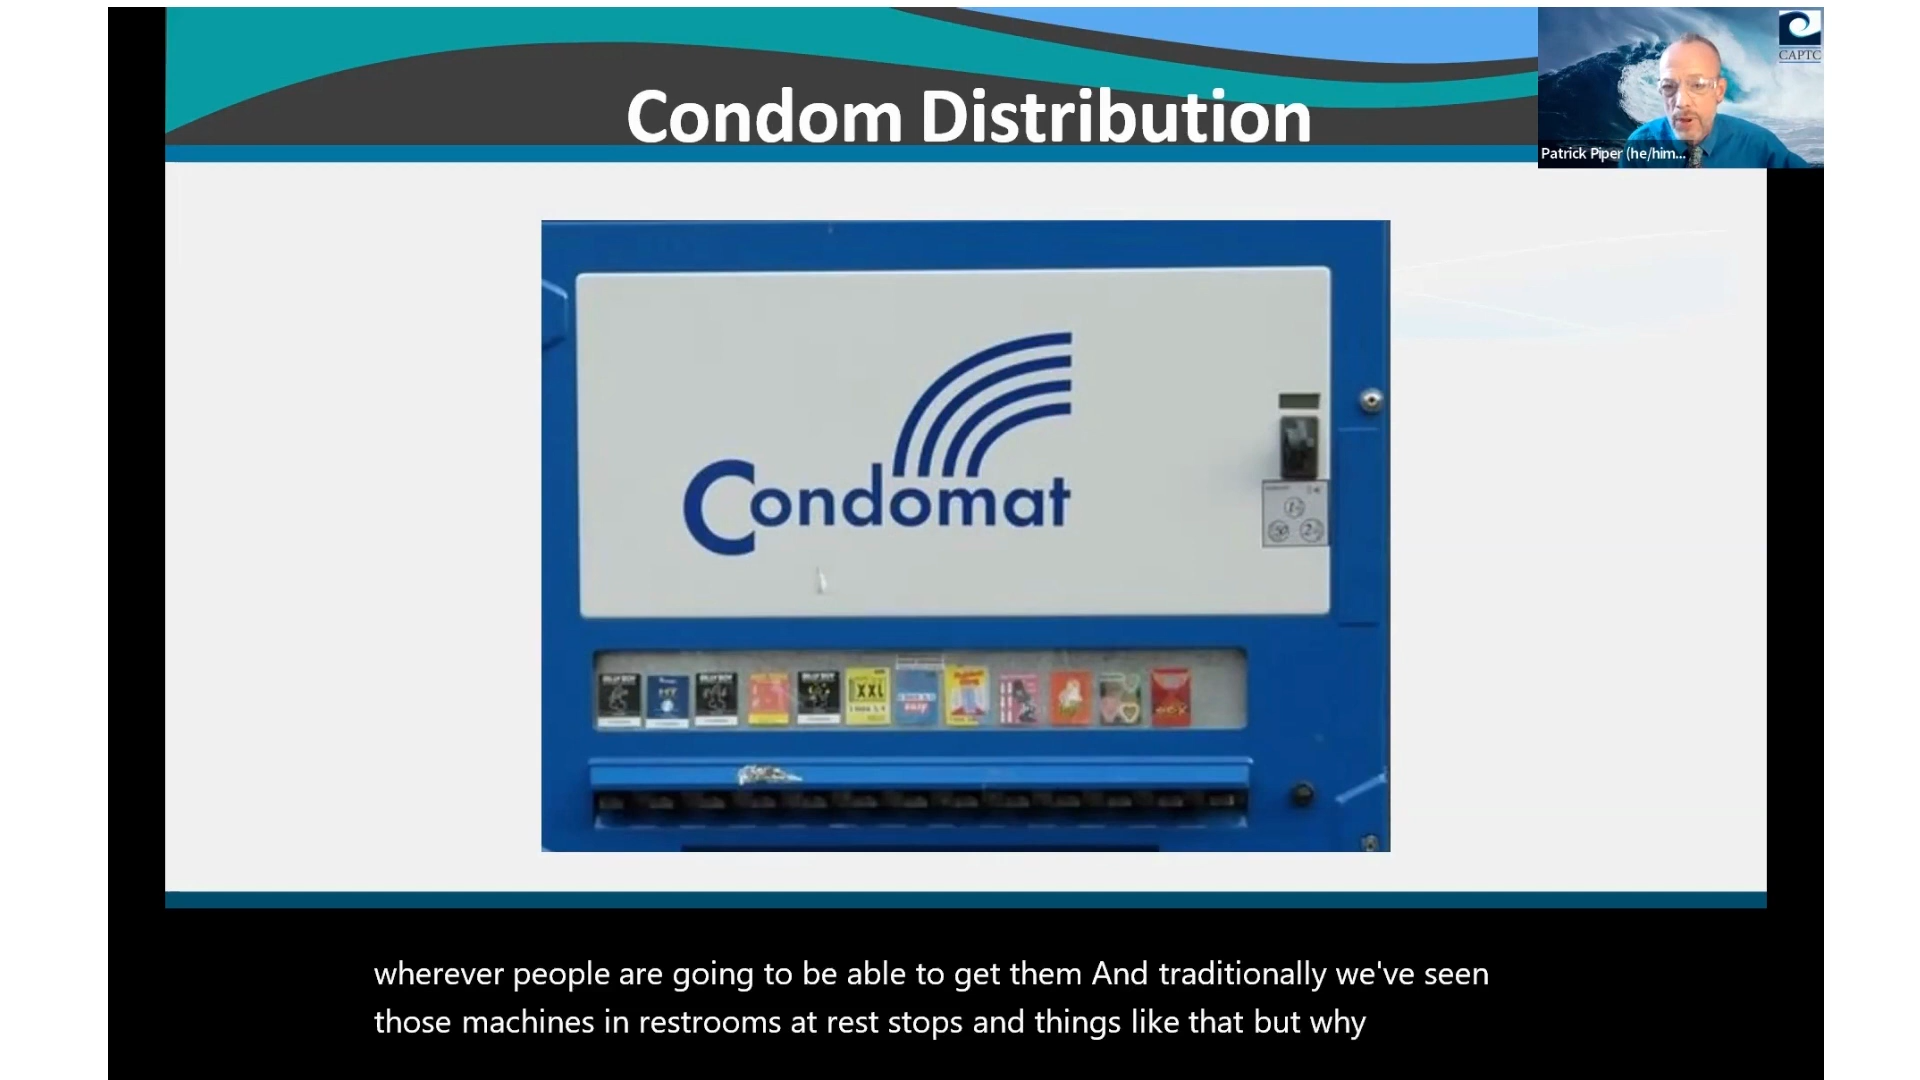 Condom Distribution
CAPTC
Patrick Piper (he/him...
Condomat
XXL
wherever people are going to be able to get them And traditionally we've seen
those machines in restrooms at rest stops and things like that but why